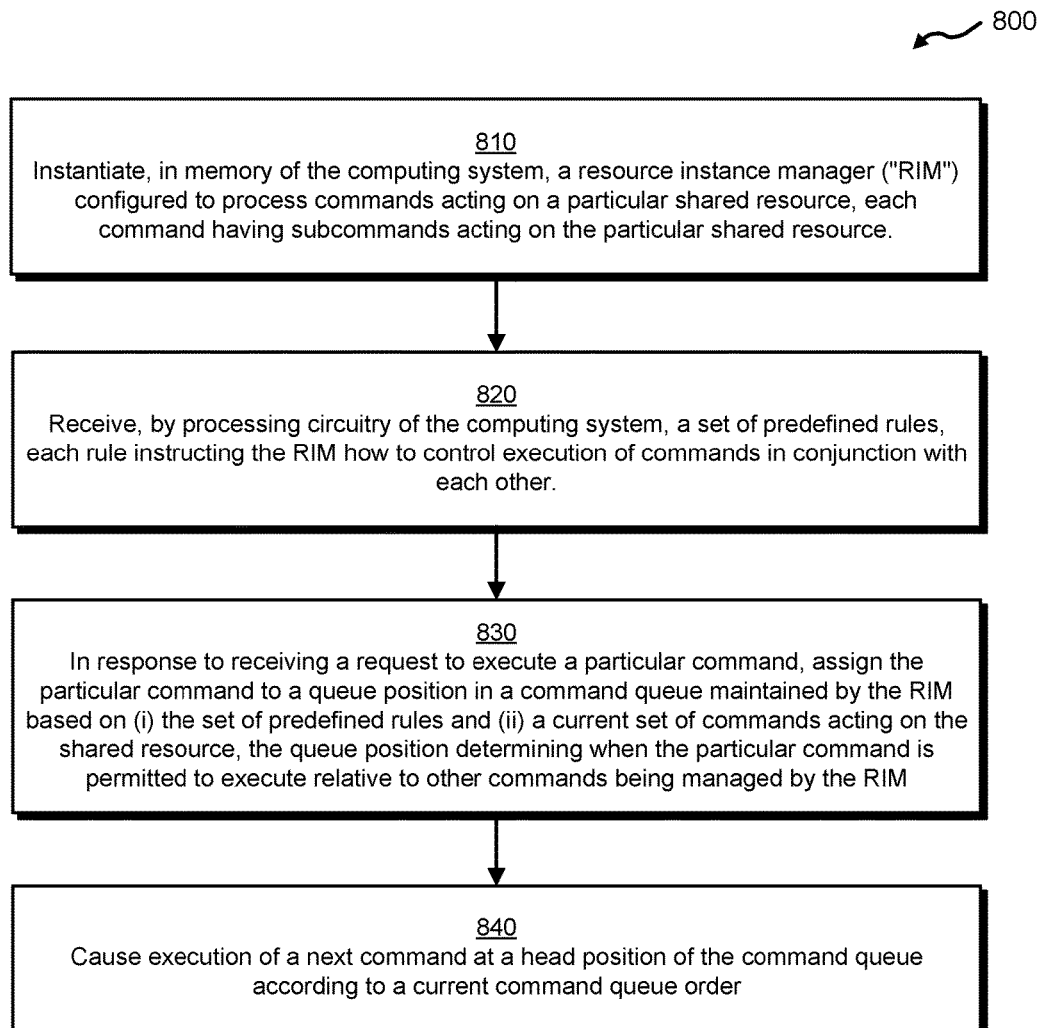 800
810
Instantiate, in memory of the computing system, a resource instance manager ("RIM")
configured to process commands acting on a particular shared resource, each
command having subcommands acting on the particular shared resource.
820
Receive, by processing circuitry of the computing system, a set of predefined rules,
each rule instructing the RIM how to control execution of commands in conjunction with
each other.
830
In response to receiving a request to execute a particular command, assign the
particular command to a queue position in a command queue maintained by the RIM
based on (i) the set of predefined rules and (ii) a current set of commands acting on the
shared resource, the queue position determining when the particular command is
permitted to execute relative to other commands being managed by the RIM
840
Cause execution of a next command at a head position of the command queue
according to a current command queue order